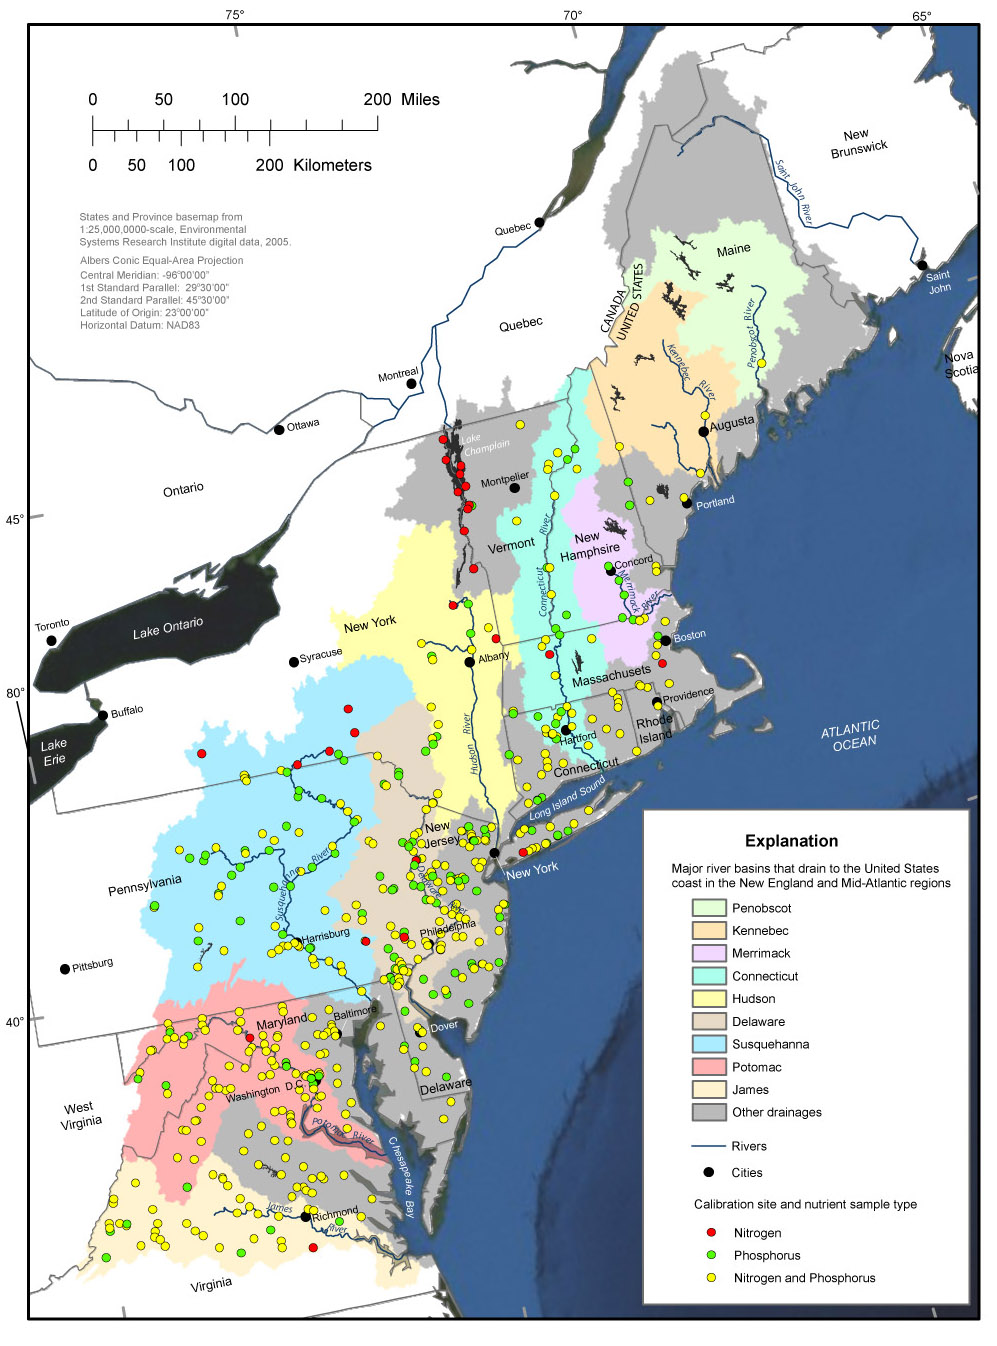 75°
70°
65°
0 50 100 200 Miles
0 50 100 200 Kilometers
States and Province basemap from
1:25,000,0000-scale, Environmental
Systems Research Institute digital data, 2005.
Albers Conic Equal-Area Projection
Central Meridian: -96°00'00"
1st Standard Parallel: 29°30'00"
2nd Standard Parallel: 45°30'00"
Latitude of Origin: 23°00'00"
Horizontal Datum: NAD83
New
Brunswick
Saint John River
Quebec
Saint
John
Maine
CANADA
UNITED STATES
Quebec
Penobscot River
Nova
Scotia
Kennebec River
Montreal
Ottawa
Augusta
Lake
Champlain
Montpelier
Ontario
Portland
45°
Vermont
Connecticut River
New
Hamphsire
Concord
Merrimack River
Toronto
Lake Ontario
New York
Syracuse
Albany
Boston
Massachusets
80°
Buffalo
Providence
Lake
Erie
Hudson River
Hartford
Rhode
Island
Connecticut
ATLANTIC
OCEAN
Long Island Sound
New
Jersey
New York
Pennsylvania
Susquehanna River
Delaware River
Harrisburg
Philadelphia
Pittsburg
40°
Maryland
Baltimore
Dover
Washington D.C.
Delaware
West
Virginia
Potomac River
Chesapeake Bay
James River
Richmond
Virginia
Explanation
Major river basins that drain to the United States
coast in the New England and Mid-Atlantic regions
Penobscot
Kennebec
Merrimack
Connecticut
Hudson
Delaware
Susquehanna
Potomac
James
Other drainages
Rivers
Cities
Calibration site and nutrient sample type
Nitrogen
Phosphorus
Nitrogen and Phosphorus